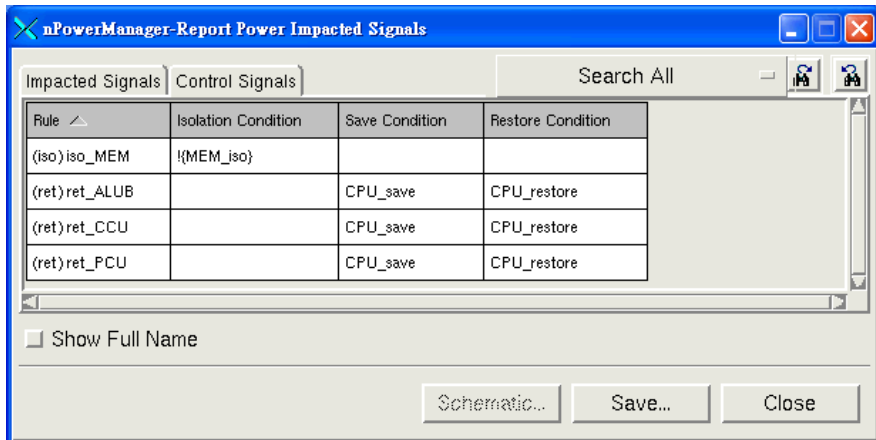 nPowerManager-Report Power Impacted Signals
Impacted Signals Control Signals Search All
Rule Isolation Condition Save Condition Restore Condition
(iso)iso_MEM !{MEM_iso}
(ret)ret_ALUB CPU_save CPU_restore
(ret)ret_CCU CPU_save CPU_restore
(ret)ret_PCU CPU_save CPU_restore
Show Full Name
Schematic... Save... Close